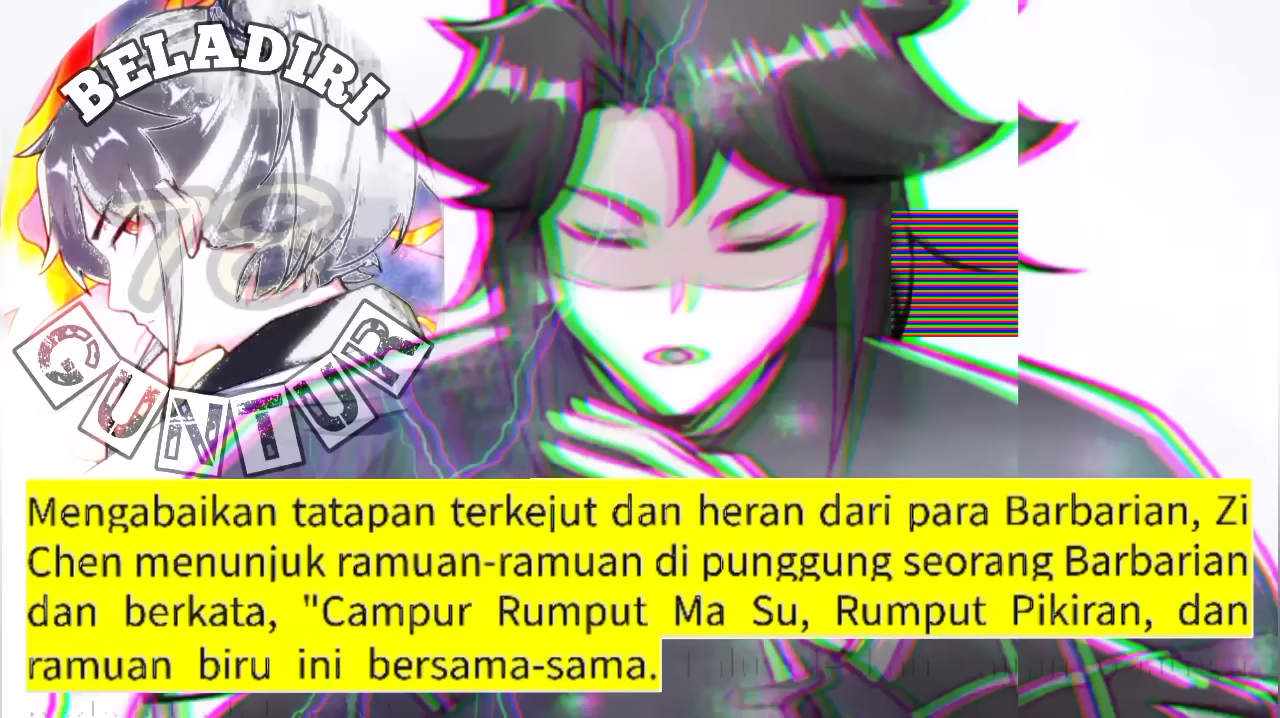 BELADIRI
GUNTUR
Mengabaikan tatapan terkejut dan heran dari para Barbarian, Zi
Chen menunjuk ramuan-ramuan di punggung seorang Barbarian
dan berkata, "Campur Rumput Ma Su, Rumput Pikiran, dan
ramuan biru ini bersama-sama.